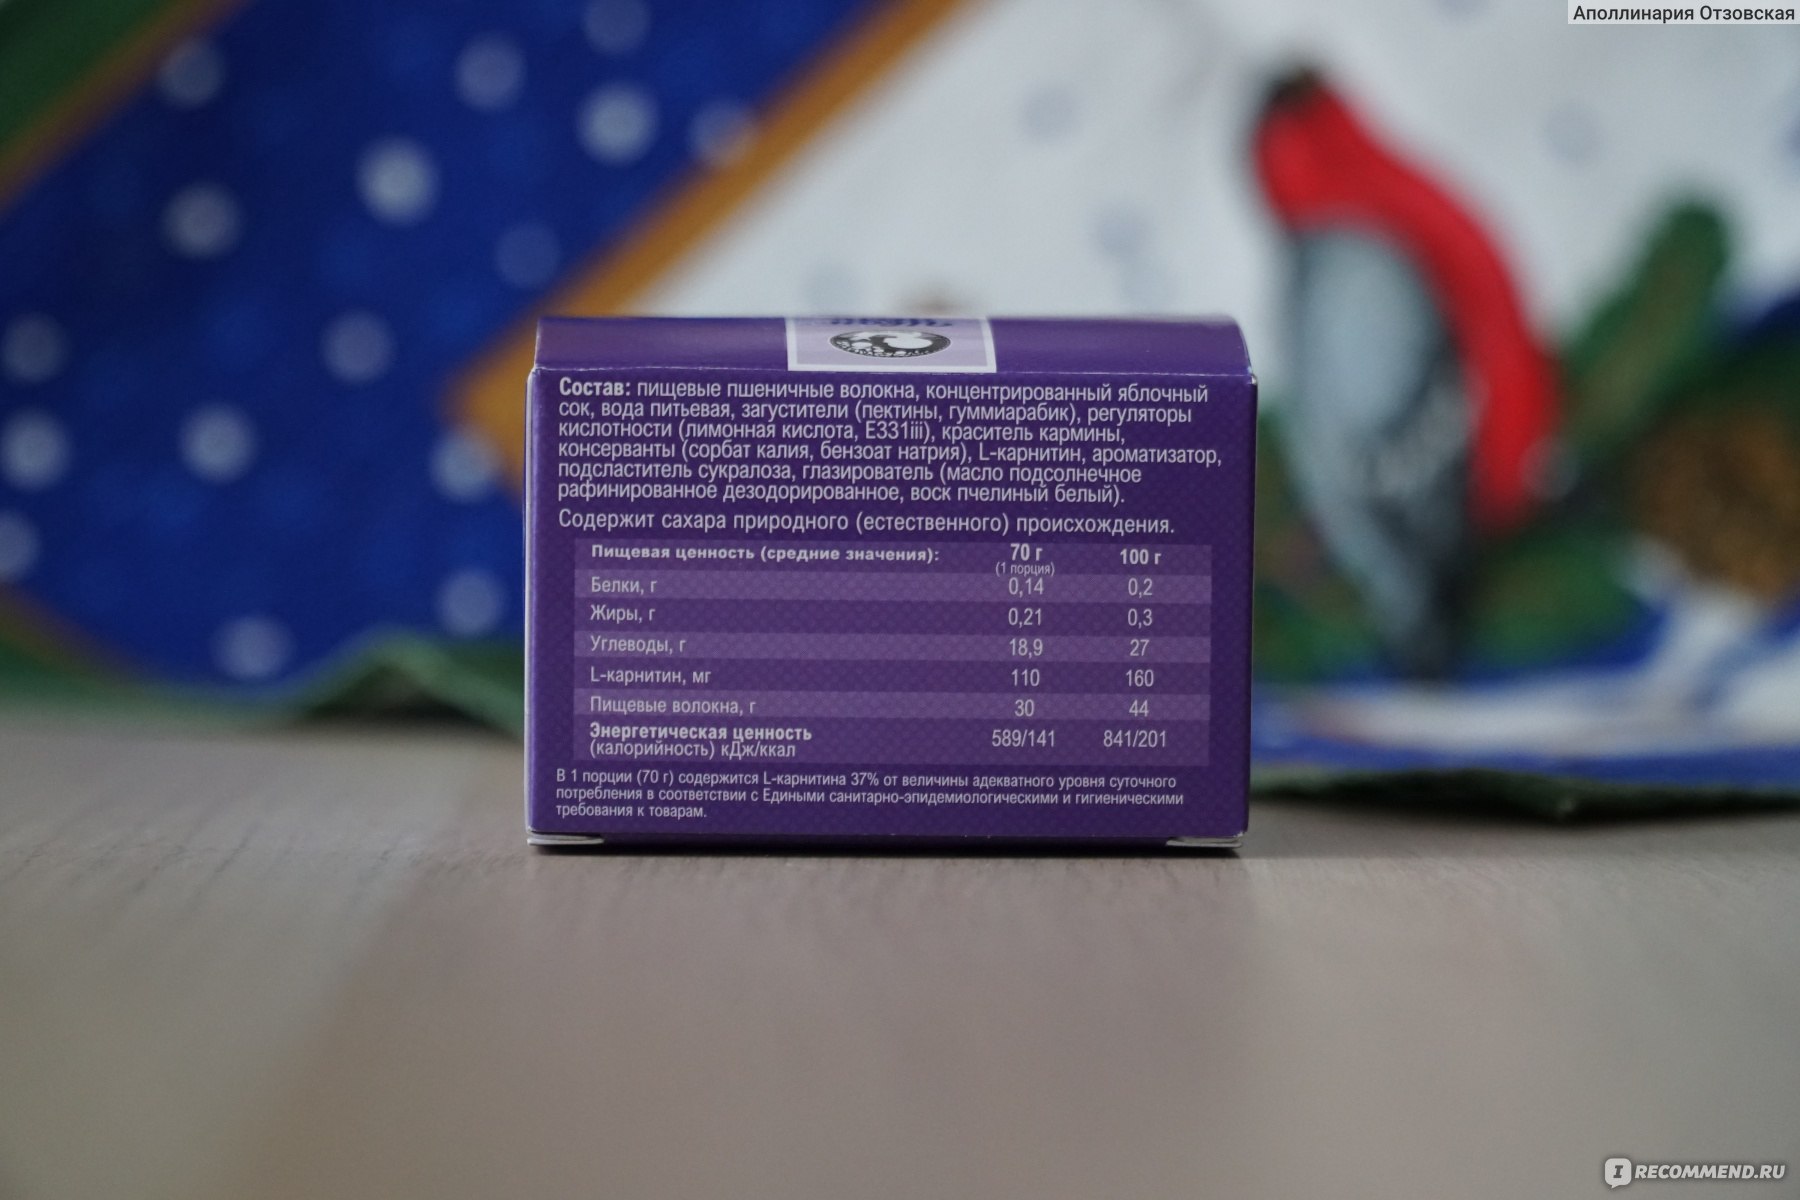 Аполлинария Отзовская
Состав: пищевые пшеничные волокна, концентрированный яблочный
сок, вода питьевая, загустители (пектины, гуммиарабик), регуляторы
кислотности (лимонная кислота, Е331iii), краситель кармины,
консерванты (сорбат калия, бензоат натрия), L-карнитин, ароматизатор,
подсластитель сукралоза, глазирователь (масло подсолнечное
рафинированное дезодорированное, воск пчелиный белый).
Содержит сахара природного (естественного) происхождения.
Пищевая ценность (средние значения): 70 г 100 г
(1 порция)
Белки, г 0,14 0,2
Жиры, г 0,21 0,3
Углеводы, г 18,9 27
L-карнитин, мг 110 160
Пищевые волокна, г 30 44
Энергетическая ценность
(калорийность) кДж/ккал 589/141 841/201
В 1 порции (70 г) содержится L-карнитина 37% от величины адекватного уровня суточного
потребления в соответствии с Едиными санитарно-эпидемиологическими и гигиеническими
требования к товарам.
IRECOMMEND.RU